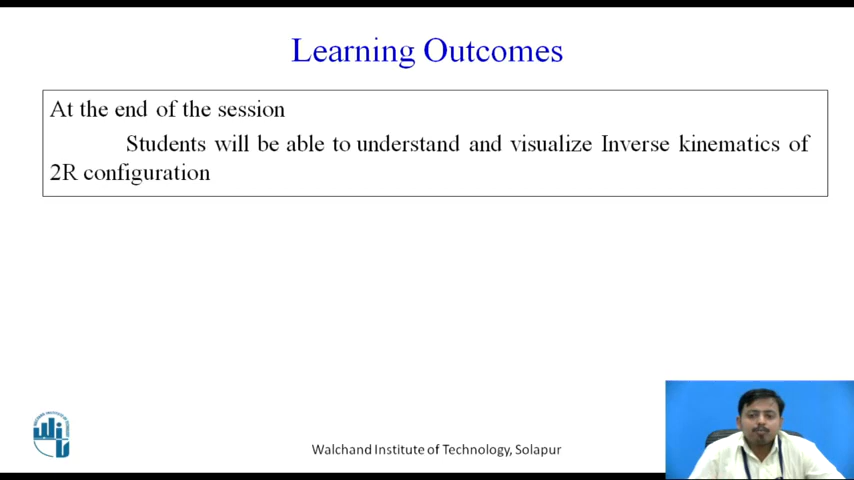 Learning Outcomes
At the end of the session
Students will be able to understand and visualize Inverse kinematics of
2R configuration
Walchand Institute of Technology, Solapur